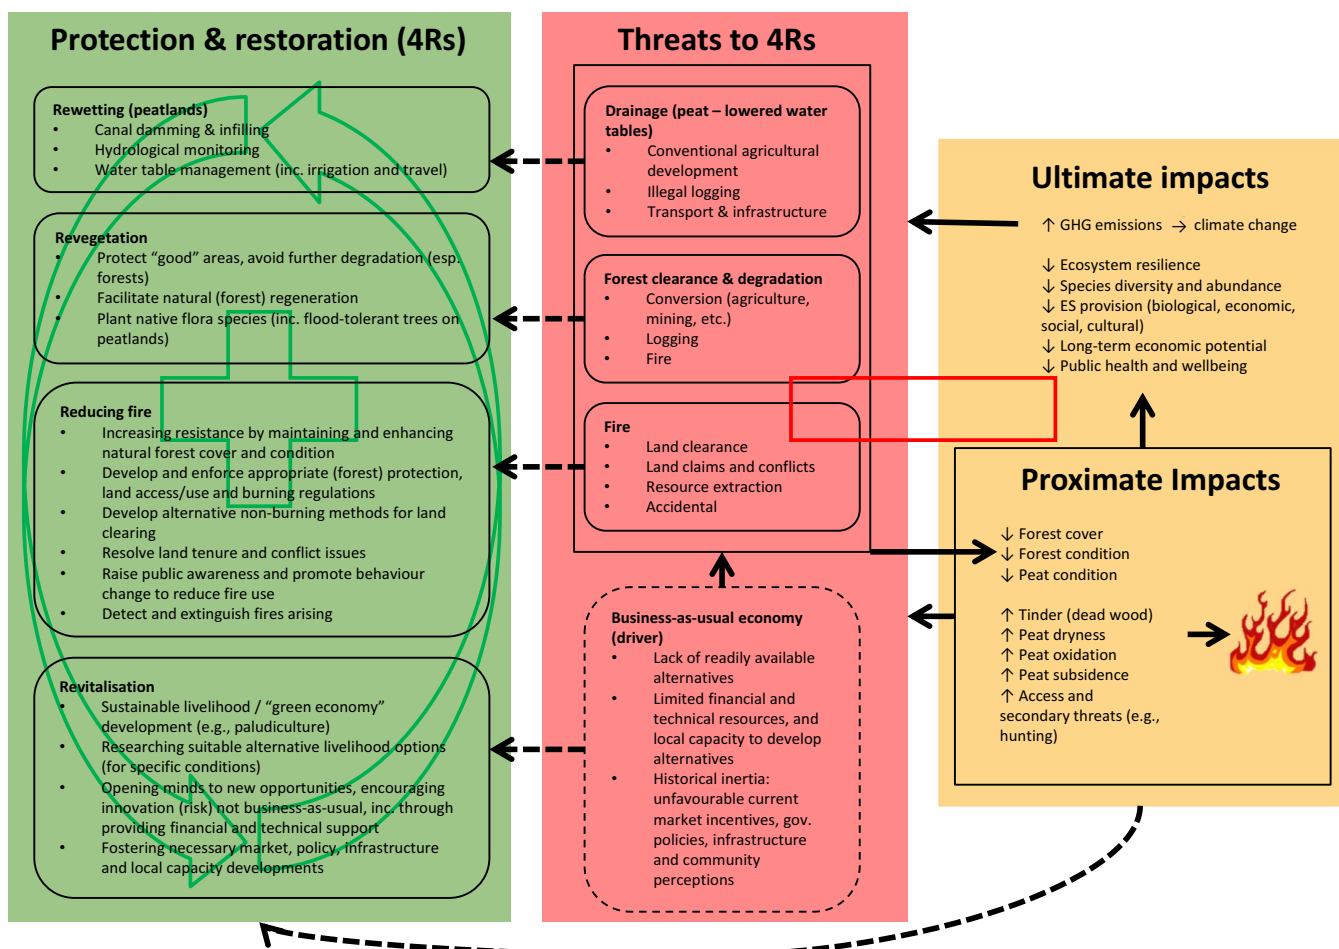 Protection & restoration (4Rs)
Rewetting (peatlands)
• Canal damming & infilling
• Hydrological monitoring
• Water table management (inc. irrigation and travel)
Revegetation
• Protect “good” areas, avoid further degradation (esp.
forests)
• Facilitate natural (forest) regeneration
• Plant native flora species (inc. flood-tolerant trees on
peatlands)
Reducing fire
• Increasing resistance by maintaining and enhancing
natural forest cover and condition
• Develop and enforce appropriate (forest) protection,
land access/use and burning regulations
• Develop alternative non-burning methods for land
clearing
• Resolve land tenure and conflict issues
• Raise public awareness and promote behaviour
change to reduce fire use
• Detect and extinguish fires arising
Revitalisation
• Sustainable livelihood / “green economy”
development (e.g., paludiculture)
• Researching suitable alternative livelihood options
(for specific conditions)
• Opening minds to new opportunities, encouraging
innovation (risk) not business-as-usual, inc. through
providing financial and technical support
• Fostering necessary market, policy, infrastructure
and local capacity developments
Threats to 4Rs
Drainage (peat – lowered water
tables)
• Conventional agricultural
development
• Illegal logging
• Transport & infrastructure
Forest clearance & degradation
• Conversion (agriculture,
mining, etc.)
• Logging
• Fire
Fire
• Land clearance
• Land claims and conflicts
• Resource extraction
• Accidental
Business-as-usual economy
(driver)
• Lack of readily available
alternatives
• Limited financial and
technical resources, and
local capacity to develop
alternatives
• Historical inertia:
unfavourable current
market incentives, gov.
policies, infrastructure
and community
perceptions
Ultimate impacts
↑ GHG emissions → climate change
↓ Ecosystem resilience
↓ Species diversity and abundance
↓ ES provision (biological, economic,
social, cultural)
↓ Long-term economic potential
↓ Public health and wellbeing
Proximate Impacts
↓ Forest cover
↓ Forest condition
↓ Peat condition
↑ Tinder (dead wood)
↑ Peat dryness
↑ Peat oxidation
↑ Peat subsidence
↑ Access and
secondary threats (e.g.,
hunting)